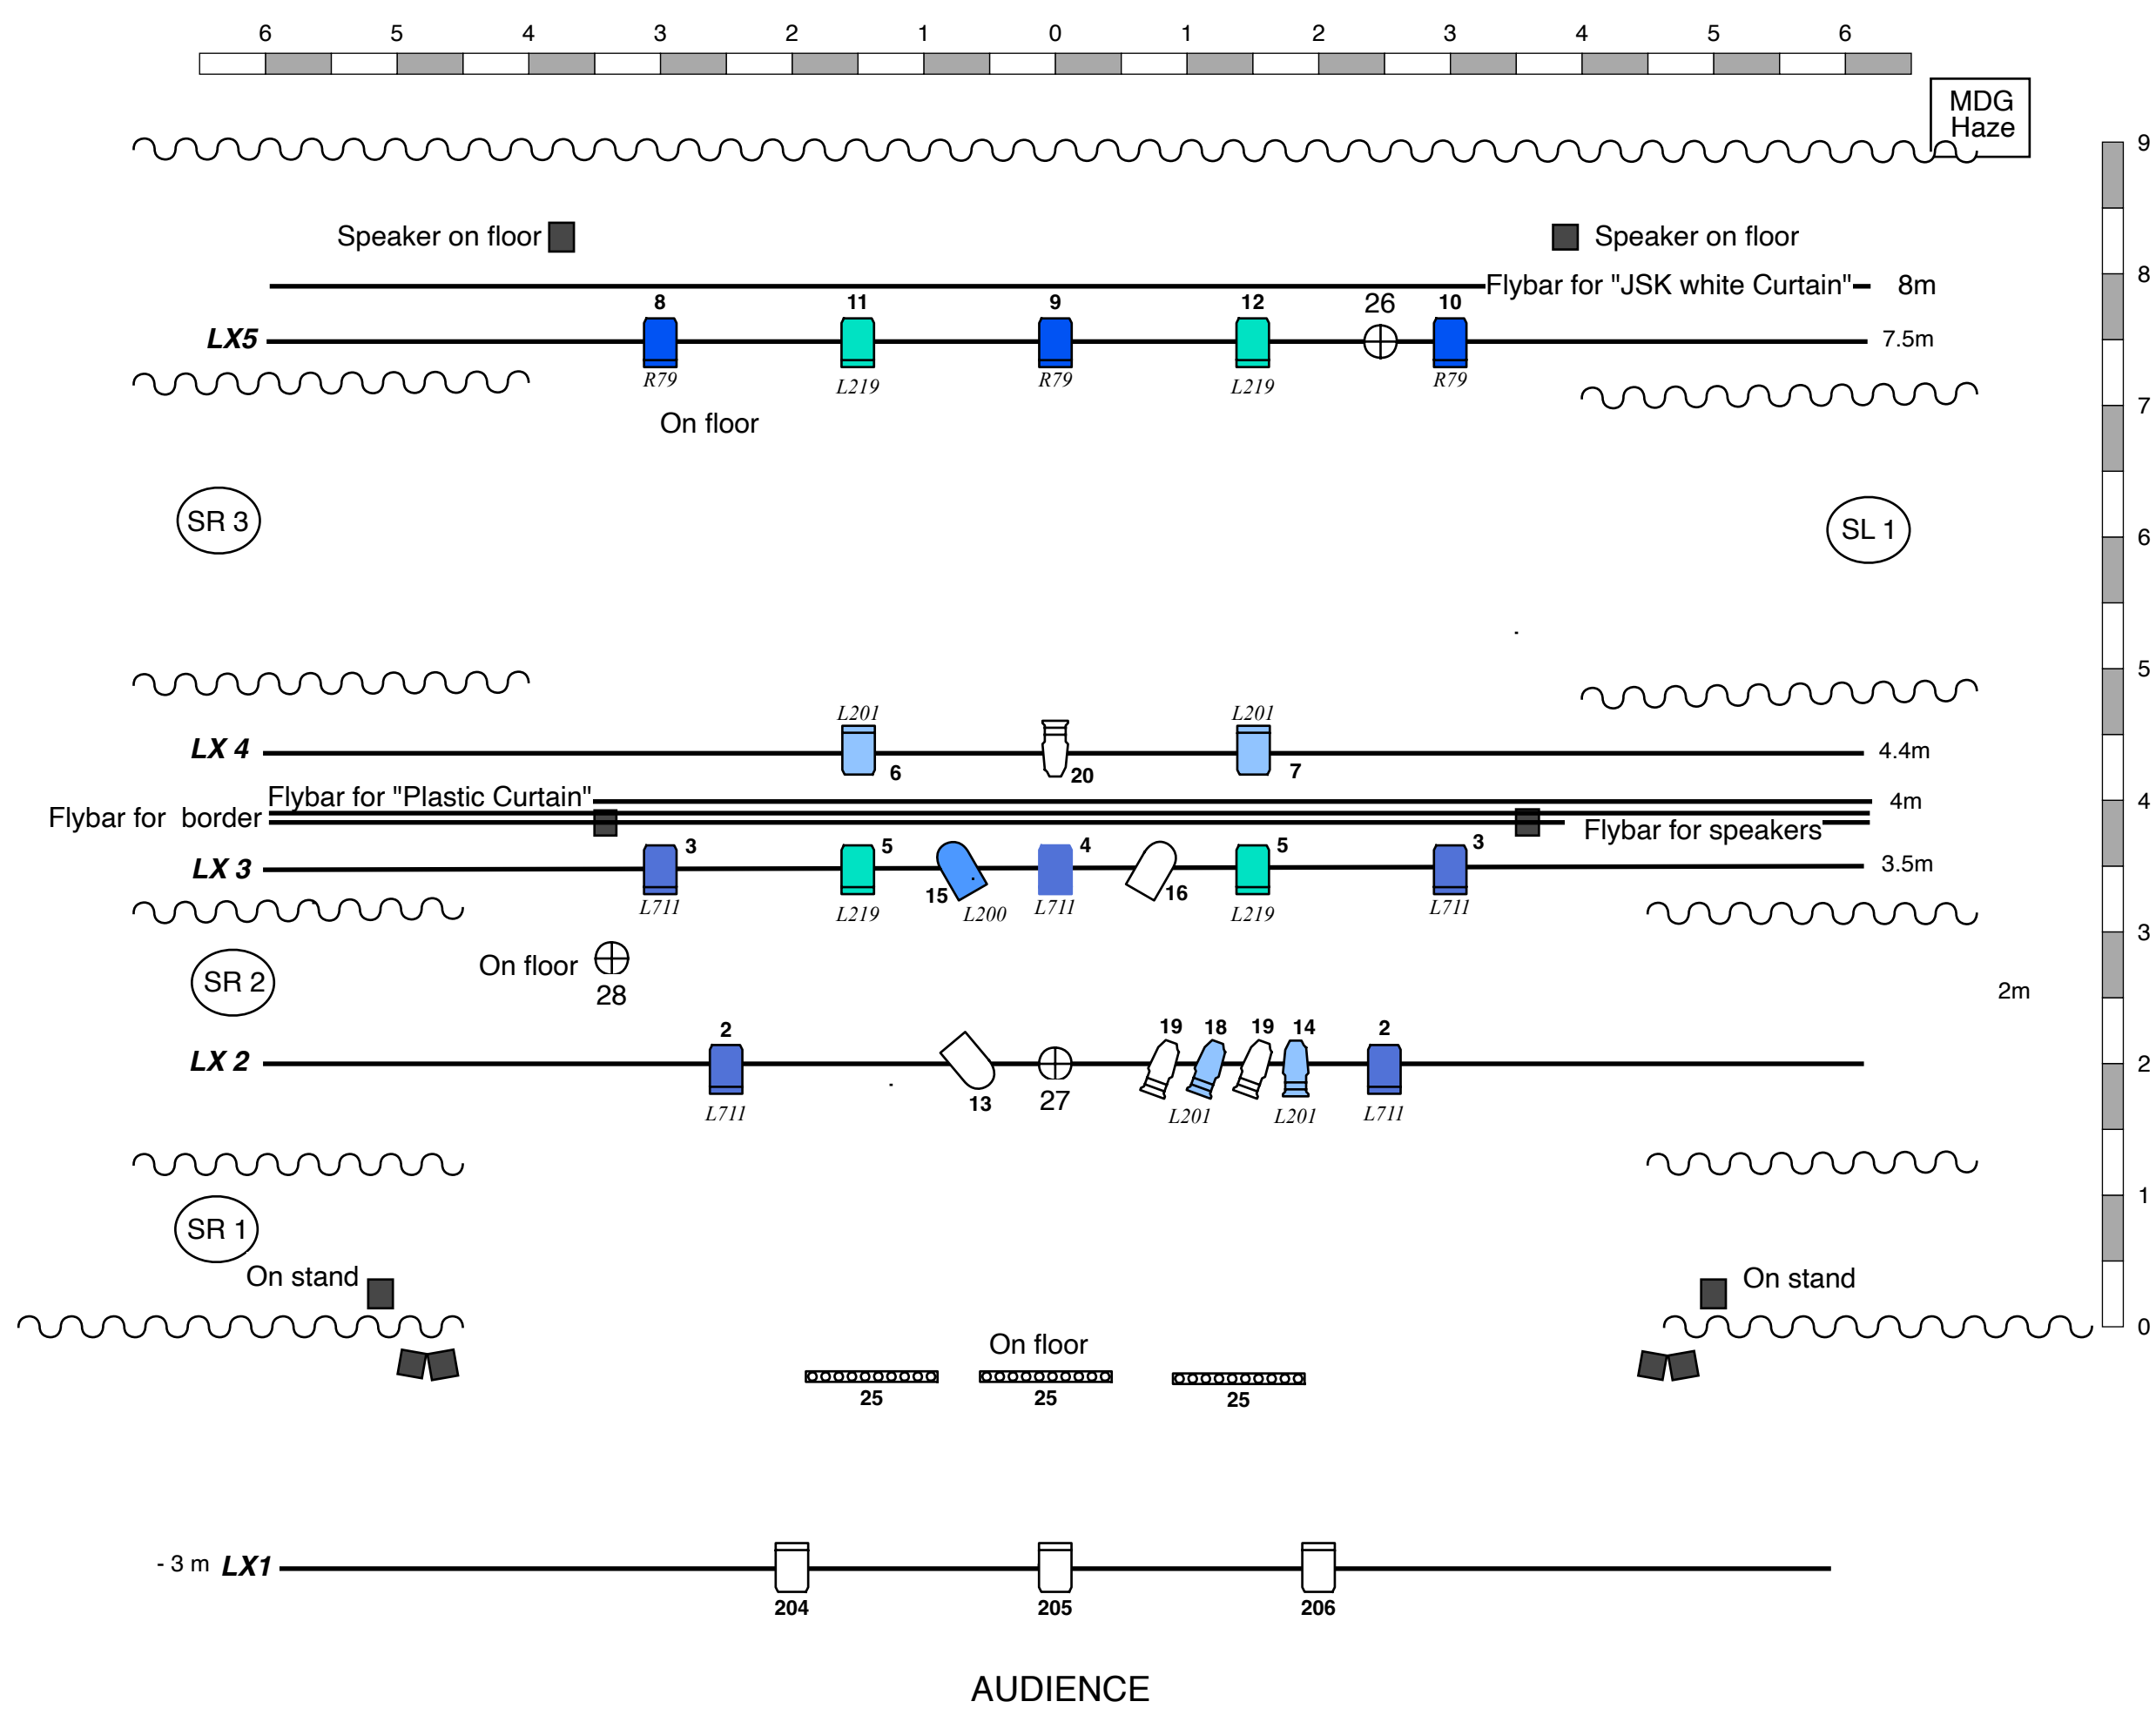 6 5 4 3 2 1 0 1 2 3 4 5 6
MDG
Haze
9
Speaker on floor
Speaker on floor
8
Flybar for "JSK white Curtain"
8m
8 11 9 12 26 10
LX5
7.5m
R79 L219 R79 L219 R79
7
On floor
SR 3
SL 1
6
5
L201 L201
LX 4
4.4m
6 20 7
Flybar for "Plastic Curtain"
4m
4
Flybar for border
Flybar for speakers
3 5 4 5 3
LX 3
3.5m
15 16
L711 L219 L200 L711 L219 L711
3
On floor
SR 2
28
2m
2 19 18 19 14 2
LX 2
2
13 27
L711 L201 L201 L711
1
SR 1
On stand
On stand
0
On floor
25 25 25
- 3 m LX1
204 205 206
AUDIENCE